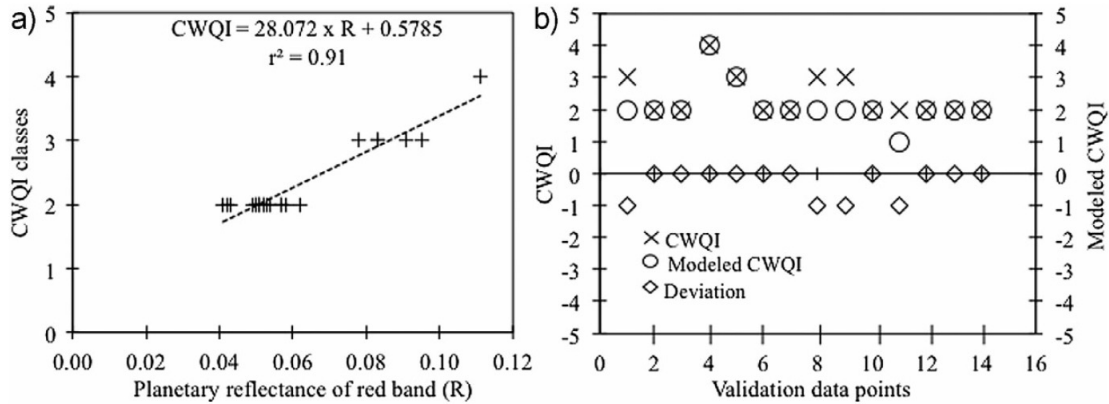 a)
CWQI = 28.072 x R + 0.5785
r² = 0.91
CWQI classes
5
4
3
2
1
0
0.00 0.02 0.04 0.06 0.08 0.10 0.12
Planetary reflectance of red band (R)
b)
CWQI
5
4
3
2
1
0
-1
-2
-3
-4
-5
CWQI
Modeled CWQI
Deviation
0 2 4 6 8 10 12 14 16
Validation data points
5
4
3
2
1
0
-1
-2
-3
-4
-5
Modeled CWQI